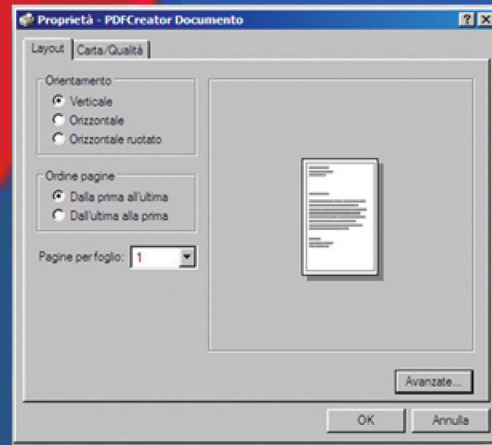 Proprietà - PDFCreator Documento
Layout
Carta/Qualità
Orientamento
Verticale
Orizzontale
Orizzontale ruotato
Ordine pagine
Dalla prima all'ultima
Dall'ultima alla prima
Pagine per foglio: 1
Avanzate...
OK
Annulla